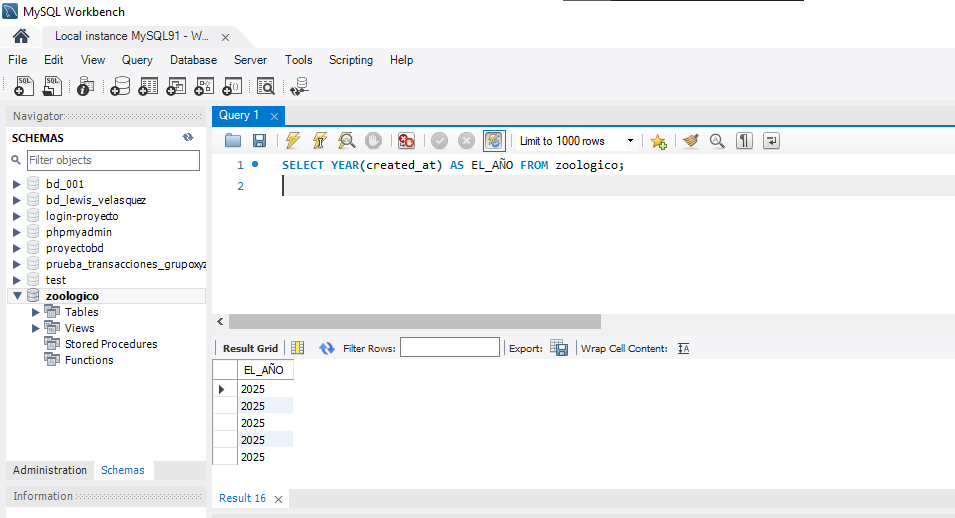 MySQL Workbench
Local instance MySQL91 - W... ×
File Edit View Query Database Server Tools Scripting Help
Navigator
Query 1 ×
SCHEMAS
Limit to 1000 rows
Filter objects
1 SELECT YEAR(created_at) AS EL_AÑO FROM zoologico;
2
bd_001
bd_lewis_velasquez
login-proyecto
phpmyadmin
proyectobd
prueba_transacciones_grupoxyz
test
zoologico
Tables
Views
Stored Procedures
Functions
Result Grid Filter Rows: Export: Wrap Cell Content: IA
EL_AÑO
2025
2025
2025
2025
2025
Administration Schemas
Information
Result 16 ×